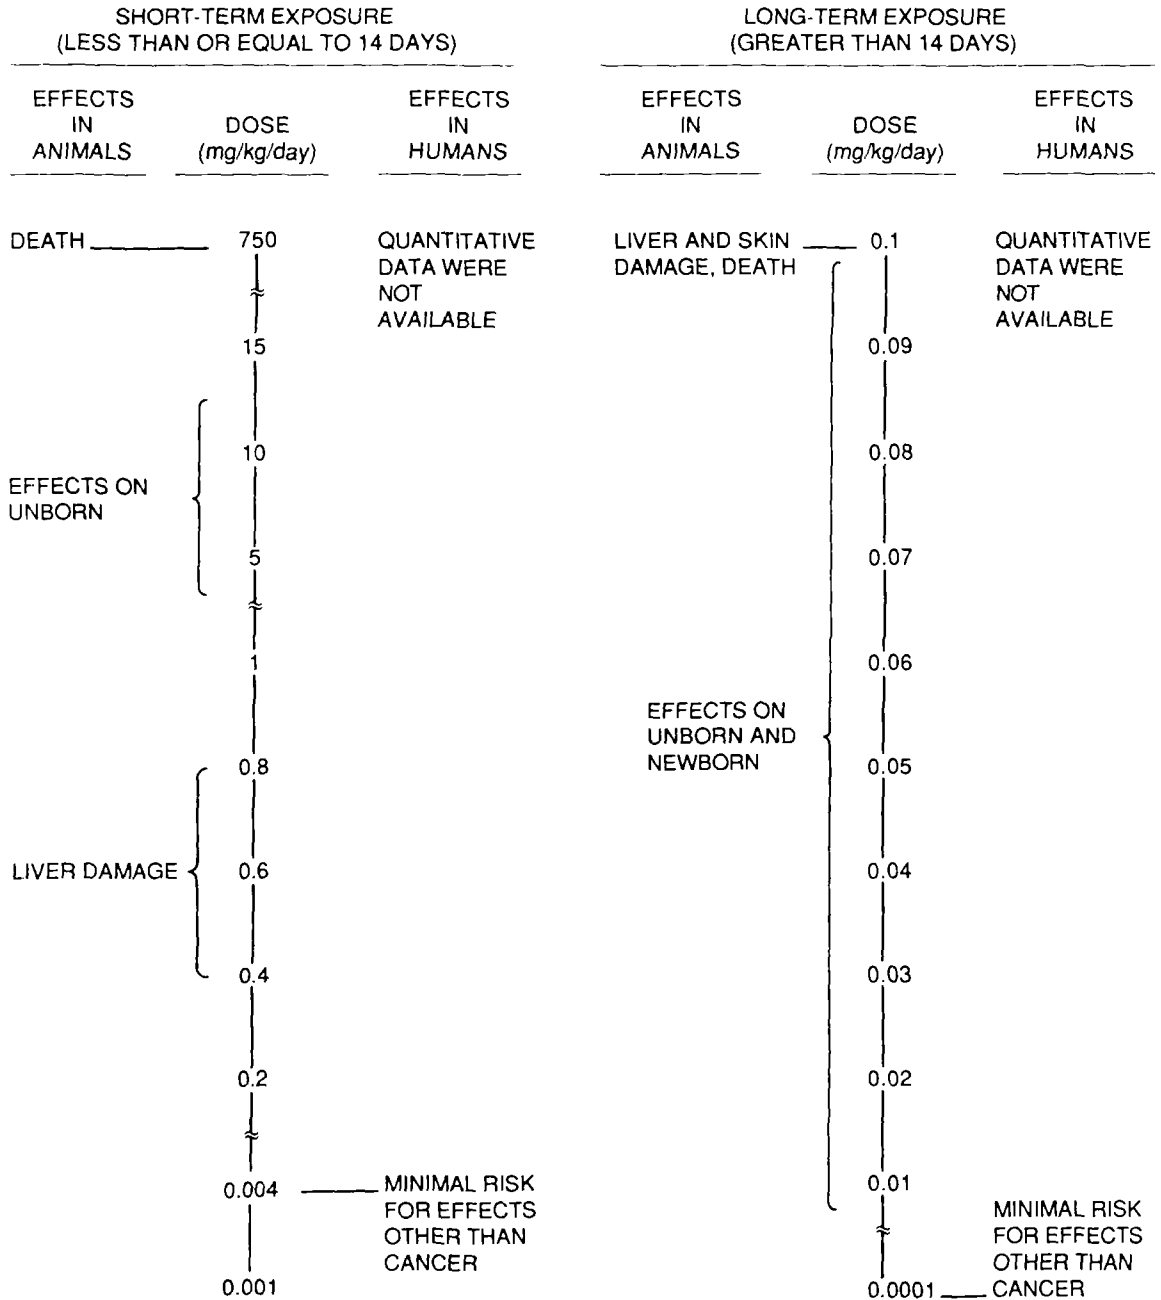 SHORT-TERM EXPOSURE
(LESS THAN OR EQUAL TO 14 DAYS)
EFFECTS
IN
ANIMALS
DOSE
(mg/kg/day)
EFFECTS
IN
HUMANS
DEATH
750
QUANTITATIVE
DATA WERE
NOT
AVAILABLE
15
10
EFFECTS ON
UNBORN
5
1
0.8
LIVER DAMAGE
0.6
0.4
0.2
0.004
MINIMAL RISK
FOR EFFECTS
OTHER THAN
CANCER
0.001
LONG-TERM EXPOSURE
(GREATER THAN 14 DAYS)
EFFECTS
IN
ANIMALS
DOSE
(mg/kg/day)
EFFECTS
IN
HUMANS
LIVER AND SKIN
DAMAGE, DEATH
0.1
QUANTITATIVE
DATA WERE
NOT
AVAILABLE
0.09
0.08
0.07
0.06
EFFECTS ON
UNBORN AND
NEWBORN
0.05
0.04
0.03
0.02
0.01
MINIMAL RISK
FOR EFFECTS
OTHER THAN
CANCER
0.0001